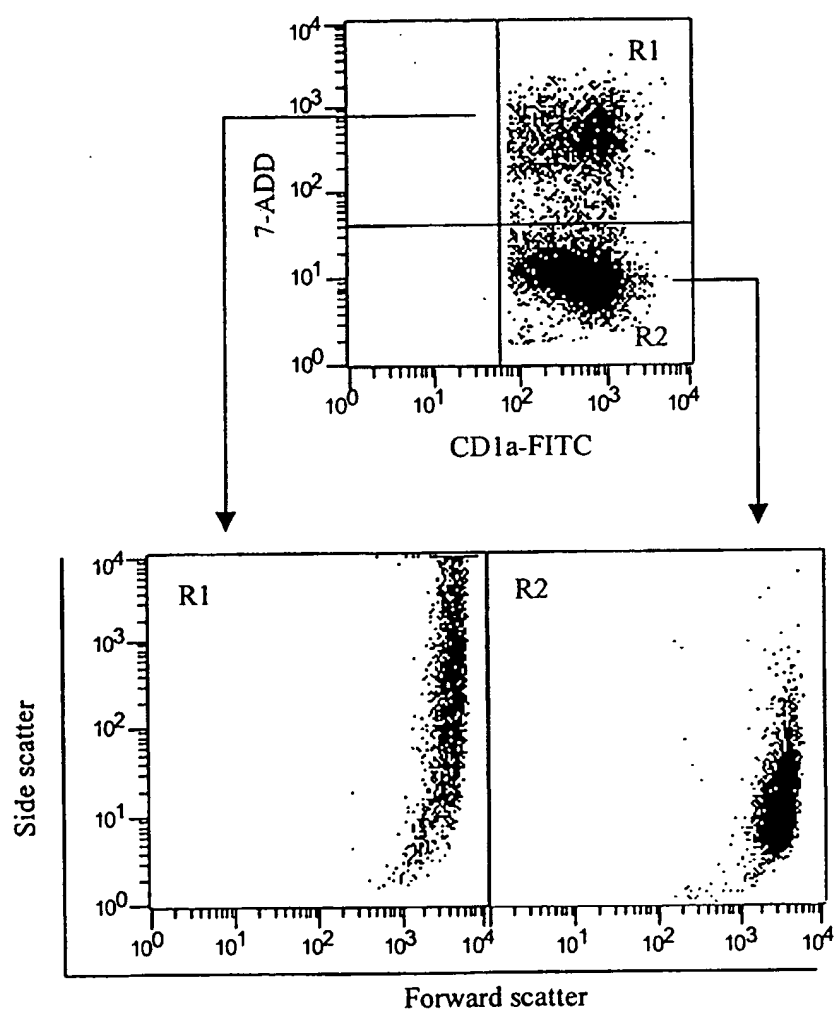 10^4
R1
10^3
7-ADD
10^2
10^1
R2
10^0
10^0 10^1 10^2 10^3 10^4
CD1a-FITC
10^4
R1
R2
10^3
Side scatter
10^2
10^1
10^0
10^0 10^1 10^2 10^3 10^4 10^1 10^2 10^3 10^4
Forward scatter